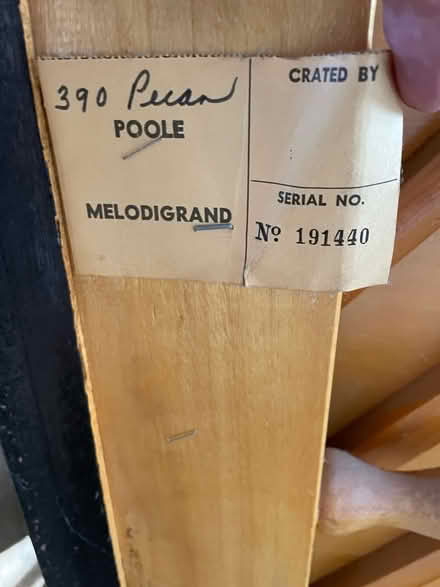 390 Pecan
POOLE
MELODIGRAND
CRATED BY
SERIAL NO.
Nº 191440